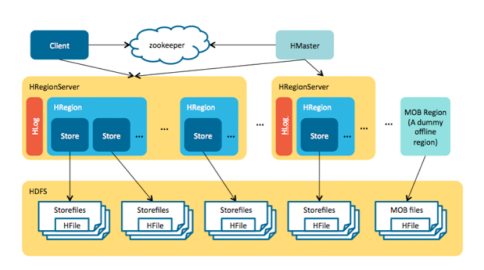 Client
zookeeper
HMaster
HRegionServer
HRegionServer
HLog
HRegion
HRegion
HLog
HRegion
MOB Region
(A dummy
offline
region)
Store
Store
...
...
Store
...
...
Store
...
...
HDFS
Storefiles
Storefiles
Storefiles
Storefiles
MOB files
HFile
HFile
HFile
HFile
HFile